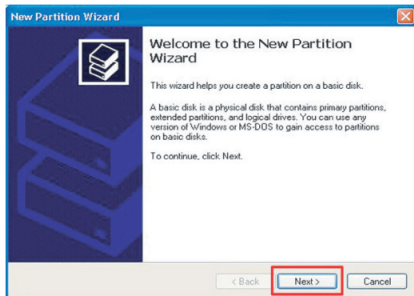 New Partition Wizard
Welcome to the New Partition
Wizard
This wizard helps you create a partition on a basic disk.
A basic disk is a physical disk that contains primary partitions,
extended partitions, and logical drives. You can use any
version of Windows or MS-DOS to gain access to partitions
on basic disks.
To continue, click Next.
< Back
Next >
Cancel